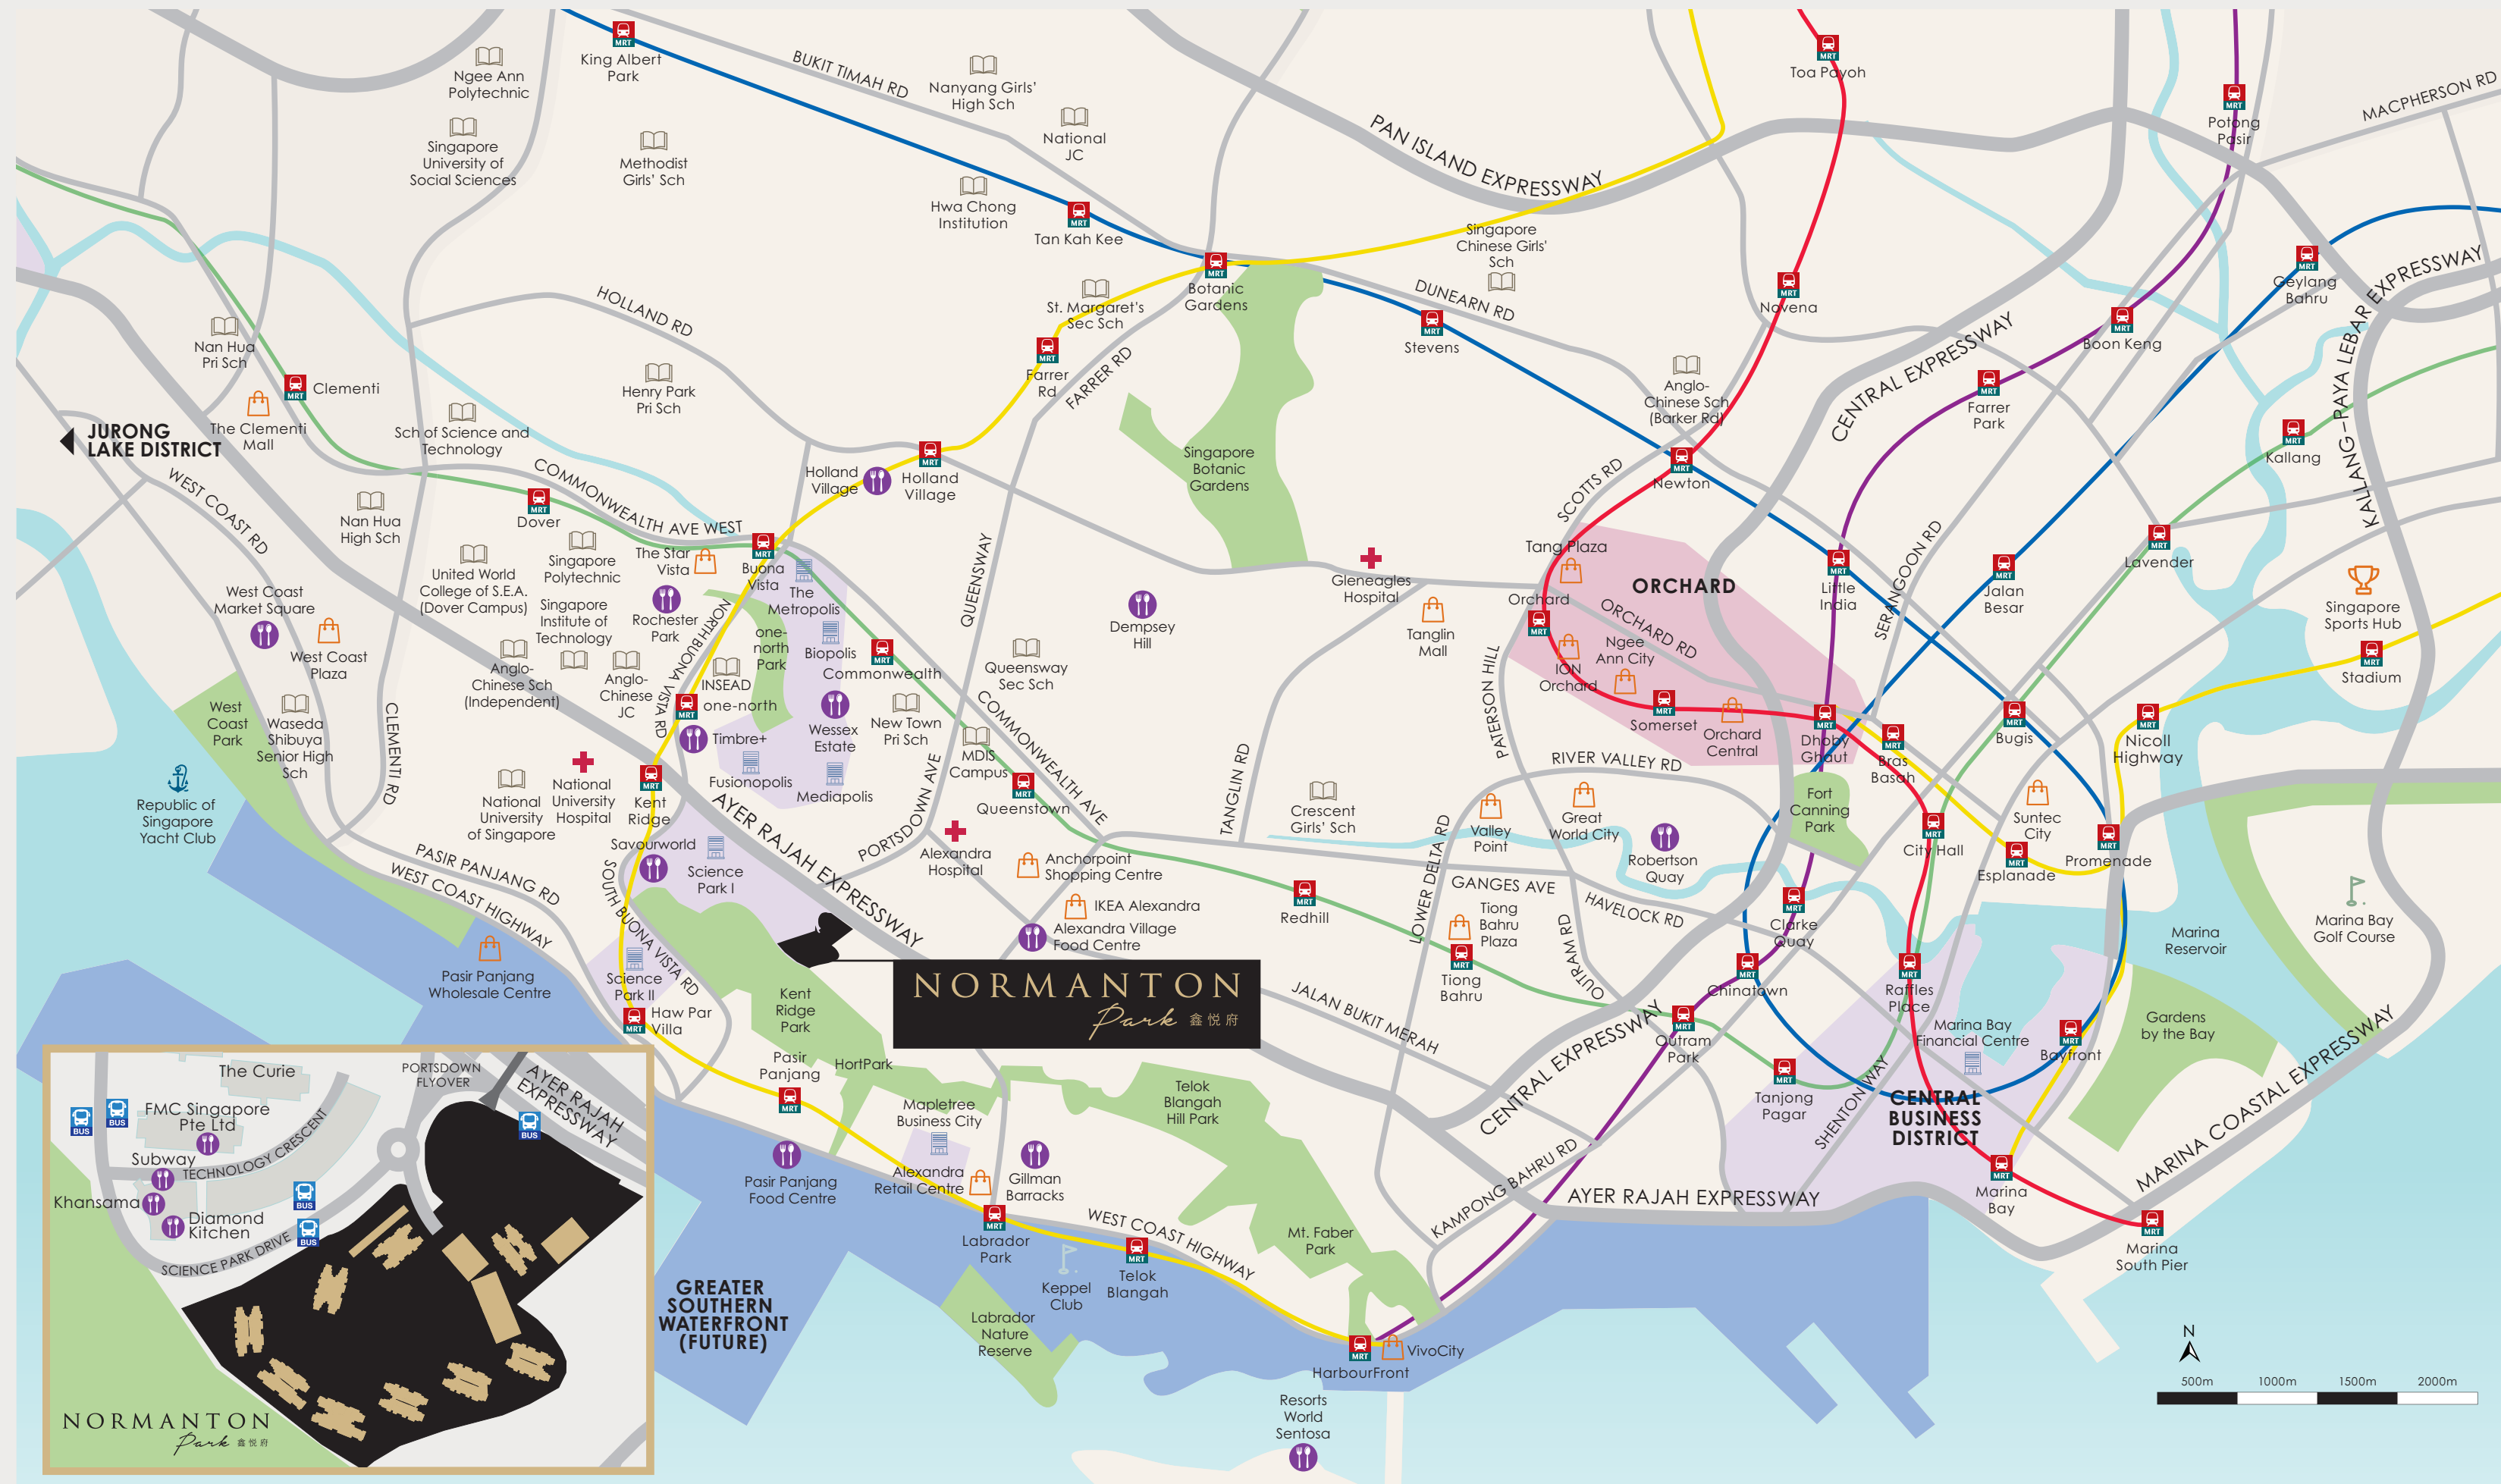 King Albert
Park
BUKIT TIMAH RD
Ngee Ann
Polytechnic
Nanyang Girls'
High Sch
National
JC
Singapore
University of
Social Sciences
Methodist
Girls' Sch
Hwa Chong
Institution
Tan Kah Kee
PAN ISLAND EXPRESSWAY
Toa Payoh
Potong
Pasir
MACPHERSON RD
Singapore
Chinese Girls'
Sch
Botanic
Gardens
St. Margaret's
Sec Sch
DUNEARN RD
Stevens
Novena
Geylang
Bahru
KALLANG–PAYA LEBAR EXPRESSWAY
Boon Keng
CENTRAL EXPRESSWAY
HOLLAND RD
Nan Hua
Pri Sch
Clementi
The Clementi
Mall
Henry Park
Pri Sch
Farrer
Rd
FARRER RD
Anglo-
Chinese Sch
(Barker Rd)
Farrer
Park
Kallang
JURONG
LAKE DISTRICT
WEST COAST RD
Sch of Science and
Technology
COMMONWEALTH AVE WEST
Holland
Village
Holland
Village
Singapore
Botanic
Gardens
Newton
SCOTTS RD
Nan Hua
High Sch
Dover
United World
College of S.E.A.
(Dover Campus)
Singapore
Polytechnic
The Star
Vista
Buona
Vista
The
Metropolis
QUEENSWAY
Gleneagles
Hospital
Tang Plaza
ORCHARD
Orchard
ORCHARD RD
Little
India
SERANGOON RD
Jalan
Besar
Lavender
Singapore
Sports Hub
Stadium
West Coast
Market Square
West Coast
Plaza
Singapore
Institute of
Technology
Rochester
Park
NORTH BUONA VISTA RD
one-
north
Park
Biopolis
Commonwealth
Dempsey
Hill
Tanglin
Mall
Ngee
Ann City
ION
Orchard
Anglo-
Chinese Sch
(Independent)
Anglo-
Chinese
JC
INSEAD
one-north
Queensway
Sec Sch
PATERSON HILL
Somerset
Orchard
Central
Dhoby
Ghaut
Bras
Basah
Bugis
Nicoll
Highway
West
Coast
Park
Waseda
Shibuya
Senior High
Sch
CLEMENTI RD
Timbre+
Wessex
Estate
New Town
Pri Sch
COMMONWEALTH AVE
MDIS
Campus
Fusionopolis
Mediapolis
Queenstown
TANGLIN RD
RIVER VALLEY RD
Republic of
Singapore
Yacht Club
National
University
of Singapore
National
University
Hospital
Kent
Ridge
AYER RAJAH EXPRESSWAY
PORTSDOWN AVE
Crescent
Girls' Sch
Valley
Point
Great
World City
Robertson
Quay
Fort
Canning
Park
City Hall
Suntec
City
Esplanade
Promenade
Savourworld
Science
Park I
Alexandra
Hospital
Anchorpoint
Shopping Centre
PASIR PANJANG RD
WEST COAST HIGHWAY
SOUTH BUONA VISTA RD
IKEA Alexandra
Alexandra Village
Food Centre
Redhill
LOWER DELTA RD
GANGES AVE
HAVELOCK RD
Tiong
Bahru
Plaza
Tiong
Bahru
OUTRAM RD
Clarke
Quay
Marina
Reservoir
Marina Bay
Golf Course
Pasir Panjang
Wholesale Centre
Science
Park II
Haw Par
Villa
Kent
Ridge
Park
NORMANTON
Park 鑫悦府
JALAN BUKIT MERAH
CENTRAL EXPRESSWAY
Chinatown
Outram
Park
Raffles
Place
Marina Bay
Financial Centre
Bayfront
Gardens
by the Bay
MARINA COASTAL EXPRESSWAY
Pasir
Panjang
HortPark
Mapletree
Business City
Telok
Blangah
Hill Park
Tanjong
Pagar
SHENTON WAY
CENTRAL
BUSINESS
DISTRICT
Pasir Panjang
Food Centre
Alexandra
Retail Centre
Gillman
Barracks
KAMPONG BAHRU RD
AYER RAJAH EXPRESSWAY
Marina
Bay
Marina
South Pier
Labrador
Park
WEST COAST HIGHWAY
Mt. Faber
Park
Keppel
Club
Telok
Blangah
Labrador
Nature
Reserve
GREATER
SOUTHERN
WATERFRONT
(FUTURE)
HarbourFront
VivoCity
Resorts
World
Sentosa
N
500m 1000m 1500m 2000m
The Curie
PORTSDOWN
FLYOVER
AYER RAJAH
EXPRESSWAY
FMC Singapore
Pte Ltd
BUS
BUS
BUS
Subway
TECHNOLOGY CRESCENT
Khansama
Diamond
Kitchen
BUS
BUS
SCIENCE PARK DRIVE
NORMANTON
Park 鑫悦府